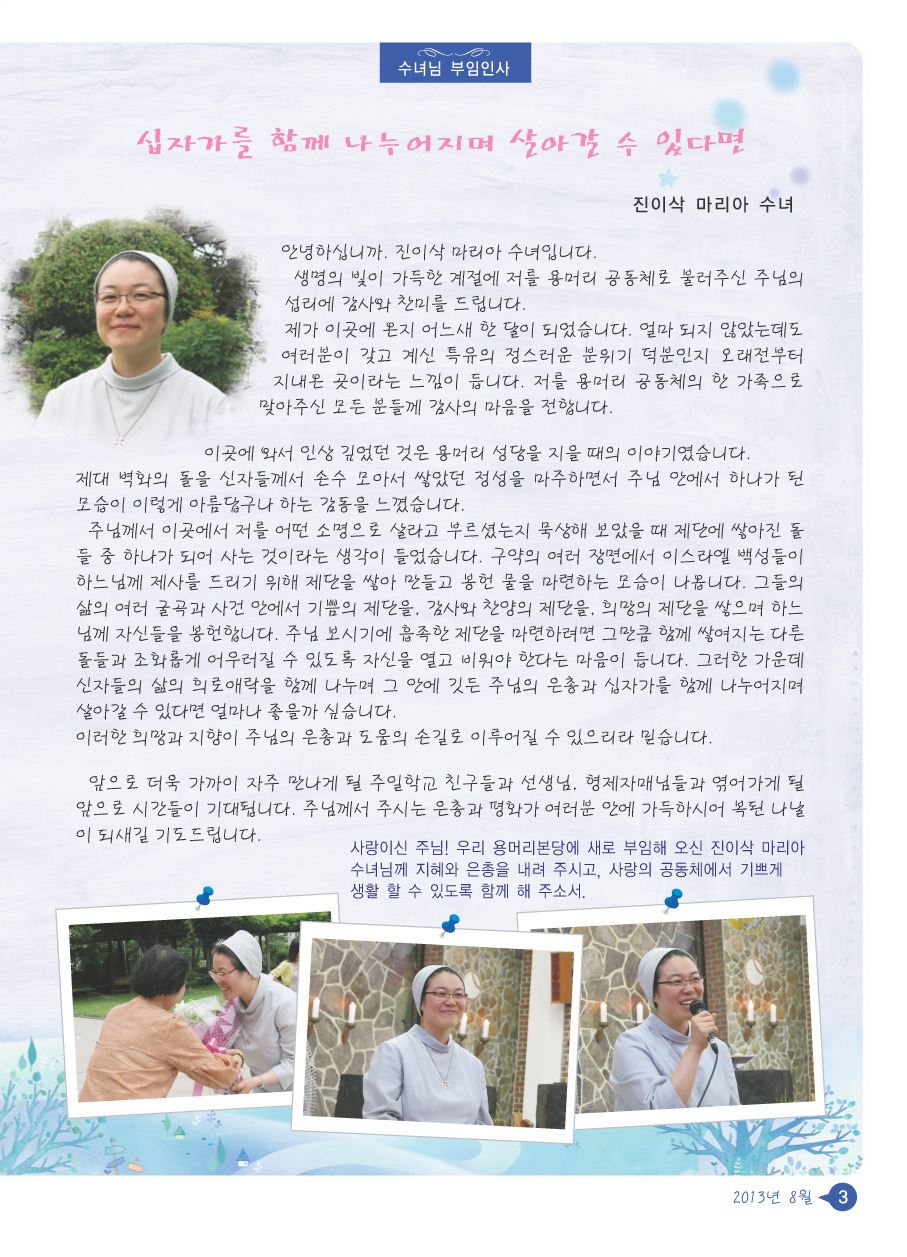 수녀님 부임인사
십자가를 함께 나누어지며 살아갈 수 있다면
진이삭 마리아 수녀
안녕하십니까. 진이삭 마리아 수녀입니다.
생명의 빛이 가득한 계절에 저를 용머리 공동체로 불러주신 주님의
섭리에 감사와 찬미를 드립니다.
제가 이곳에 온지 어느새 한 달이 되었습니다. 얼마 되지 않았는데도
여러분이 갖고 계신 특유의 정스러운 분위기 덕분인지 오래전부터
지내온 곳이라는 느낌이 듭니다. 저를 용머리 공동체의 한 가족으로
맞아주신 모든 분들께 감사의 마음을 전합니다.
이곳에 와서 인상 깊었던 것은 용머리 성당을 지을 때의 이야기였습니다.
제대 벽화의 돌을 신자들께서 손수 모아서 쌓았던 정성을 마주하면서 주님 안에서 하나가 된
모습이 이렇게 아름답구나 하는 감동을 느꼈습니다.
주님께서 이곳에서 저를 어떤 소명으로 살라고 부르셨는지 묵상해 보았을 때 제단에 쌓아진 돌
들 중 하나가 되어 사는 것이라는 생각이 들었습니다. 구약의 여러 장면에서 이스라엘 백성들이
하느님께 제사를 드리기 위해 제단을 쌓아 만들고 봉헌 물을 마련하는 모습이 나옵니다. 그들의
삶의 여러 굴곡과 사건 안에서 기쁨의 제단을, 감사와 찬양의 제단을, 희망의 제단을 쌓으며 하느
님께 자신들을 봉헌합니다. 주님 보시기에 흡족한 제단을 마련하려면 그만큼 함께 쌓여지는 다른
돌들과 조화롭게 어우러질 수 있도록 자신을 열고 비워야 한다는 마음이 듭니다. 그러한 가운데
신자들의 삶의 희로애락을 함께 나누며 그 안에 깃든 주님의 은총과 십자가를 함께 나누어지며
살아갈 수 있다면 얼마나 좋을까 싶습니다.
이러한 희망과 지향이 주님의 은총과 도움의 손길로 이루어질 수 있으리라 믿습니다.
앞으로 더욱 가까이 자주 만나게 될 주일학교 친구들과 선생님, 형제자매님들과 엮어가게 될
앞으로 시간들이 기대됩니다. 주님께서 주시는 은총과 평화가 여러분 안에 가득하시어 복된 나날
이 되새길 기도드립니다.
사랑이신 주님! 우리 용머리본당에 새로 부임해 오신 진이삭 마리아
수녀님께 지혜와 은총을 내려 주시고, 사랑의 공동체에서 기쁘게
생활 할 수 있도록 함께 해 주소서.
2013년 8월 3